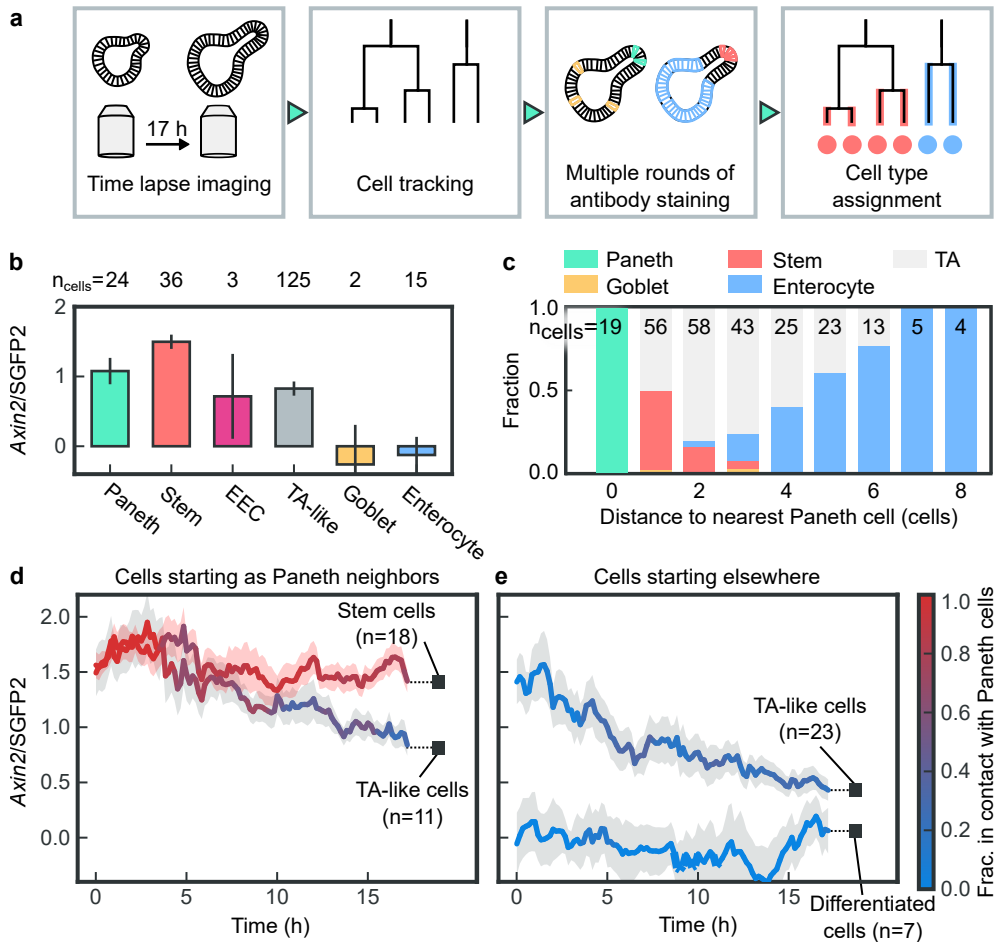 a
17 h
Time lapse imaging
Cell tracking
Multiple rounds of
antibody staining
Cell type
assignment
b
n_cells=24 36 3 125 2 15
2
1
0
Axin2/SGFP2
Paneth
Stem
EEC
TA-like
Goblet
Enterocyte
c
Paneth
Stem
TA
Goblet
Enterocyte
1.0
0.5
0.0
Fraction
n_cells=19 56 58 43 25 23 13 5 4
0 2 4 6 8
Distance to nearest Paneth cell (cells)
d
Cells starting as Paneth neighbors
2.0
1.5
1.0
0.5
0.0
Axin2/SGFP2
Stem cells
(n=18)
TA-like cells
(n=11)
0 5 10 15
Time (h)
e
Cells starting elsewhere
TA-like cells
(n=23)
Differentiated
cells (n=7)
0 5 10 15
Time (h)
1.0
0.8
0.6
0.4
0.2
0.0
Frac. in contact with Paneth cells